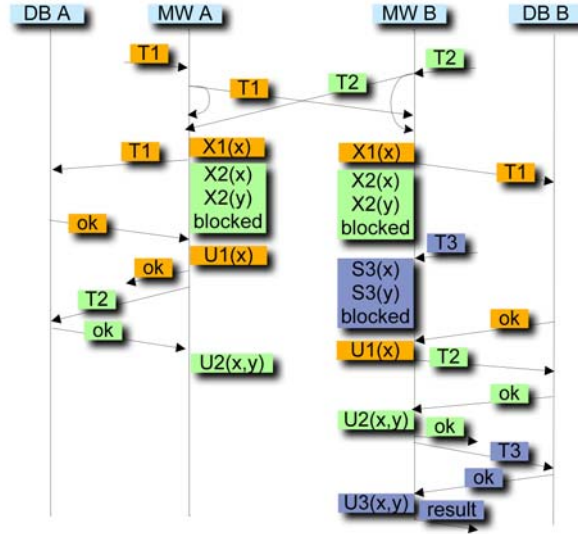 DB A
MW A
MW B
DB B
T1
T2
T2
T1
X1(x)
X1(x)
T1
T1
X2(x)
X2(y)
blocked
X2(x)
X2(y)
blocked
ok
T3
U1(x)
ok
S3(x)
S3(y)
blocked
T2
ok
ok
U1(x)
T2
U2(x,y)
ok
U2(x,y)
ok
T3
ok
U3(x,y)
result